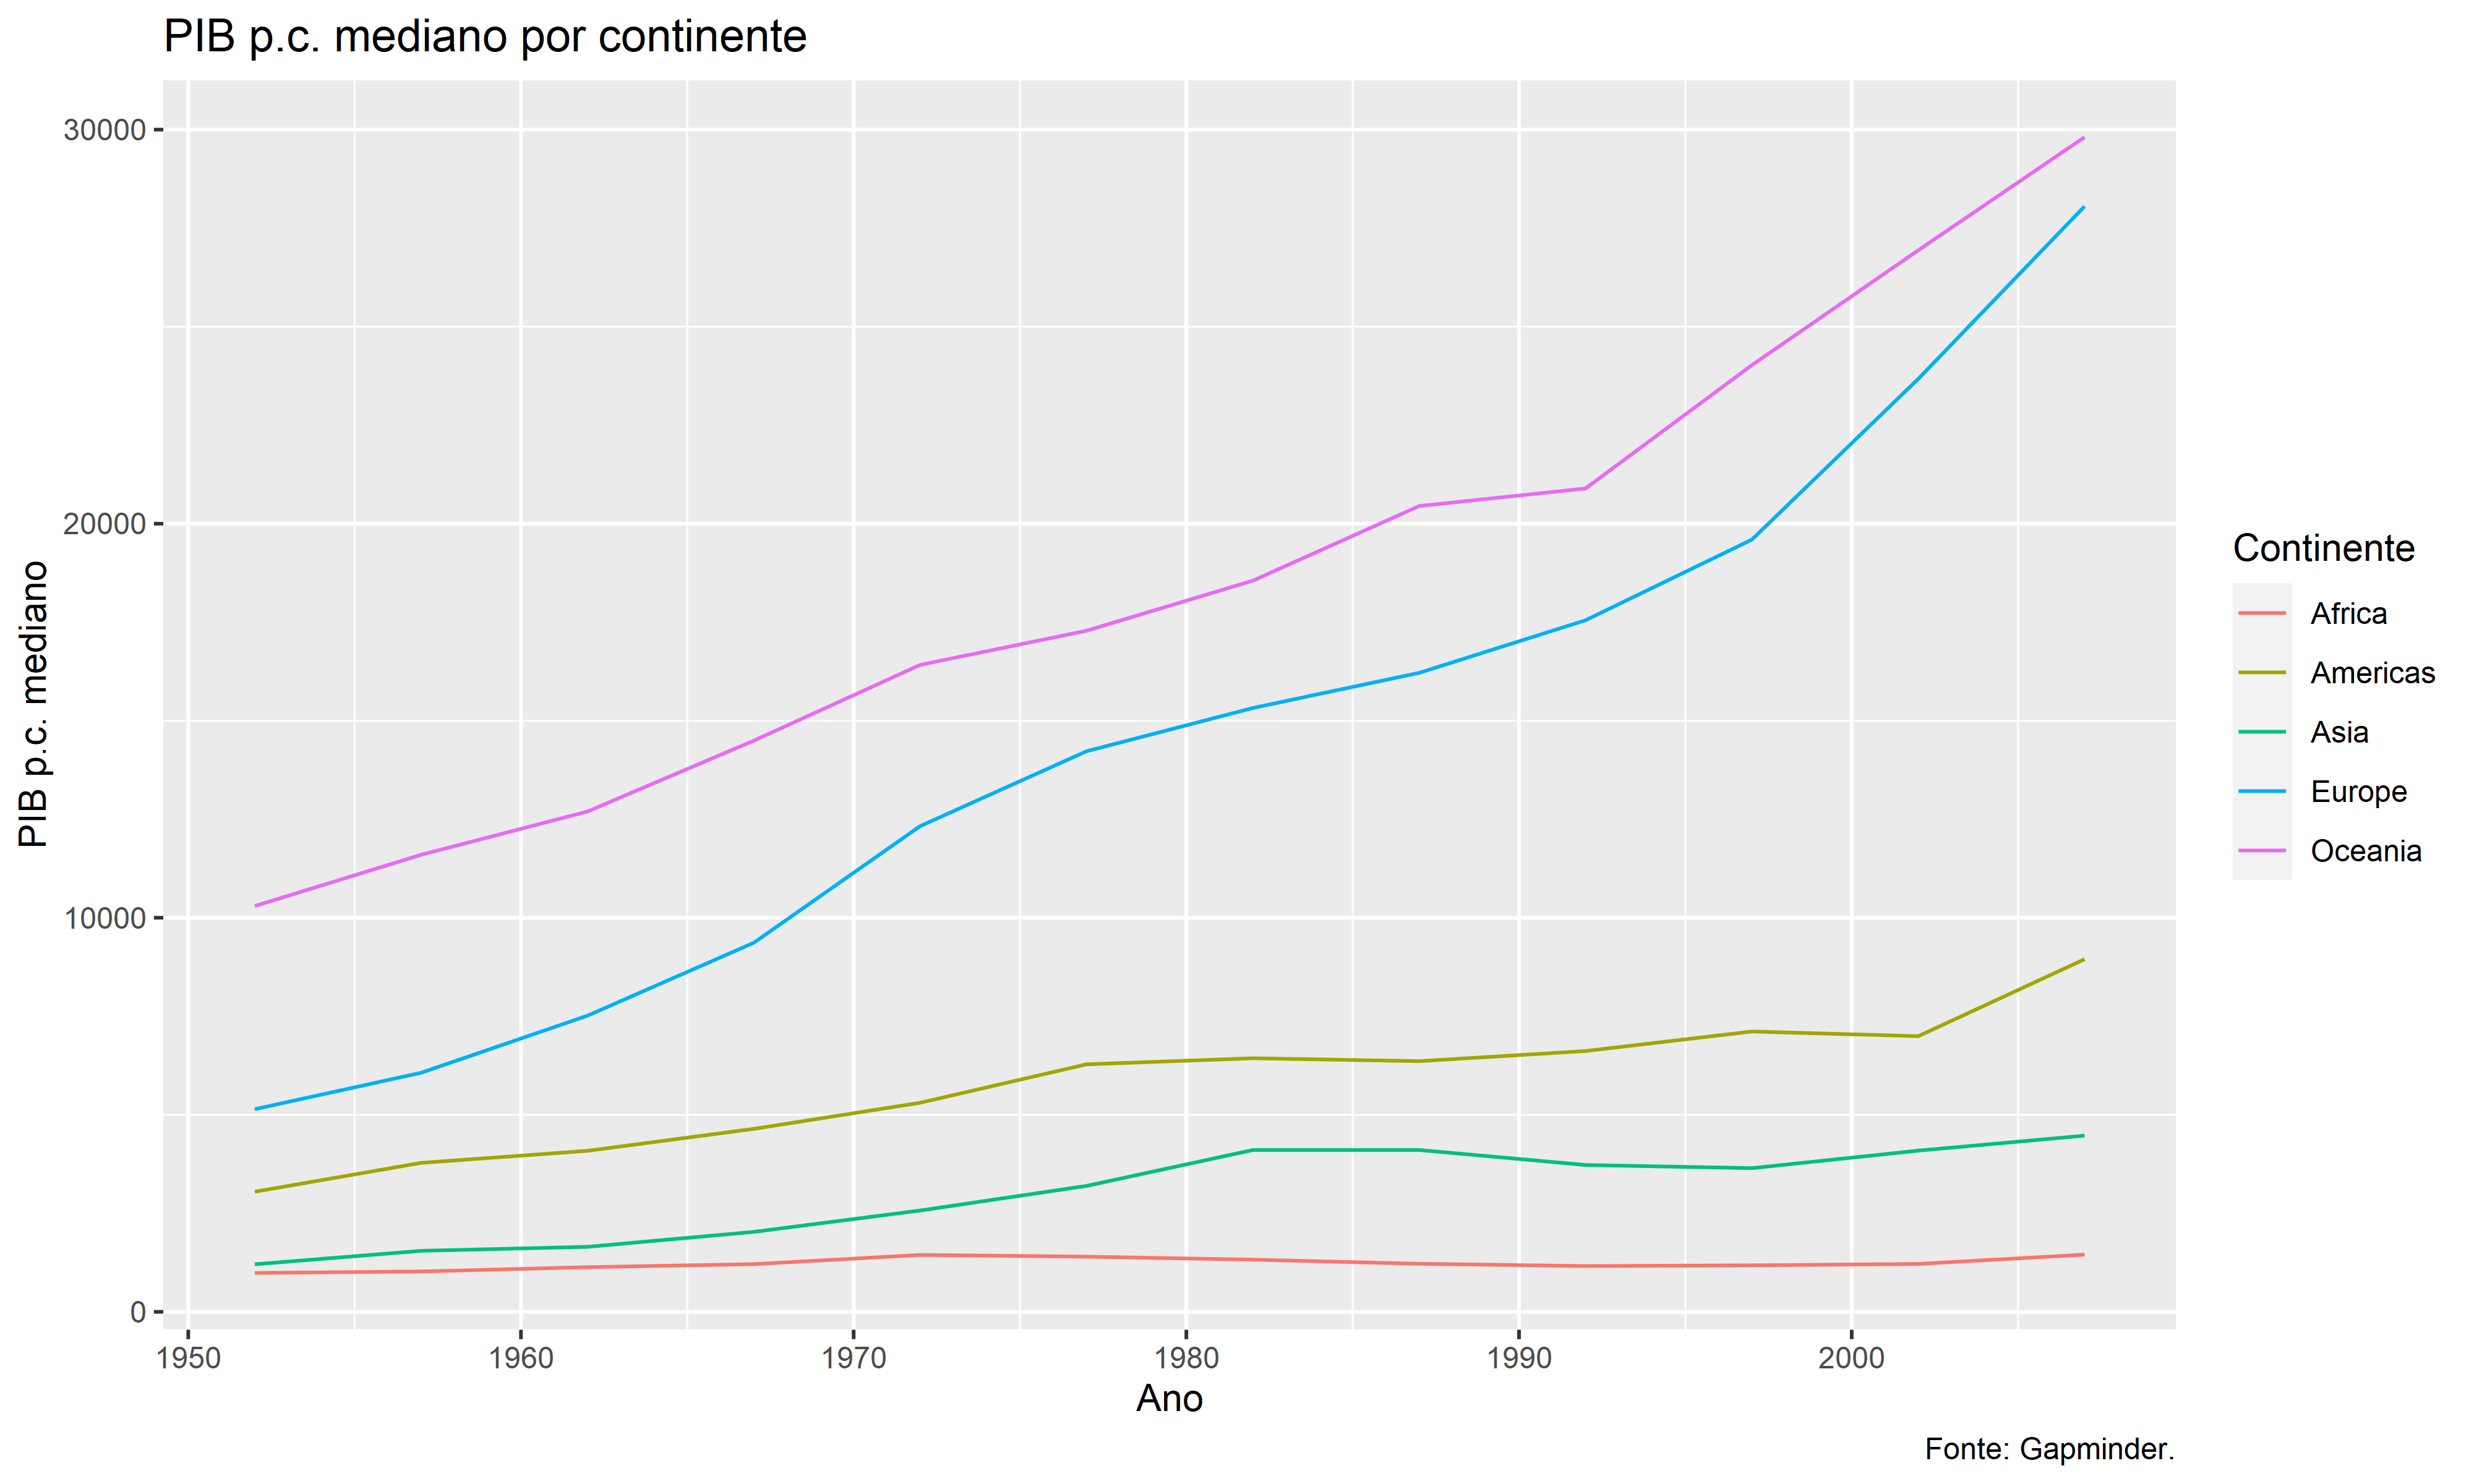 PIB p.c. mediano por continente
PIB p.c. mediano
30000
20000
10000
0
1950 1960 1970 1980 1990 2000
Ano
Continente
Africa
Americas
Asia
Europe
Oceania
Fonte: Gapminder.